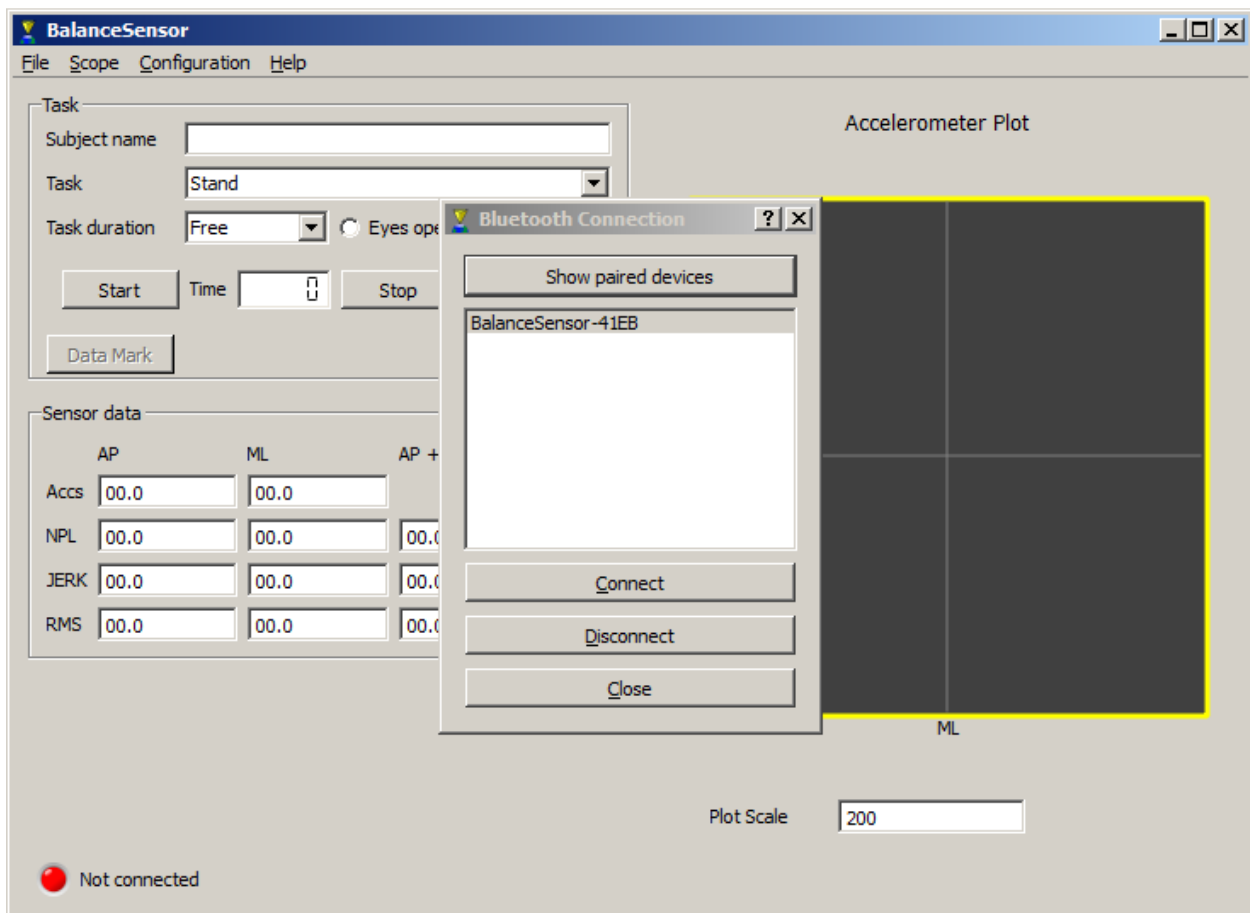 BalanceSensor
File Scope Configuration Help
Task
Subject name
Task Stand
Task duration Free Eyes ope
Start Time 0 Stop
Data Mark
Sensor data
AP ML AP +
Accs 00.0 00.0
NPL 00.0 00.0 00.0
JERK 00.0 00.0 00.0
RMS 00.0 00.0 00.0
Bluetooth Connection
Show paired devices
BalanceSensor-41EB
Connect
Disconnect
Close
Accelerometer Plot
ML
Plot Scale 200
Not connected